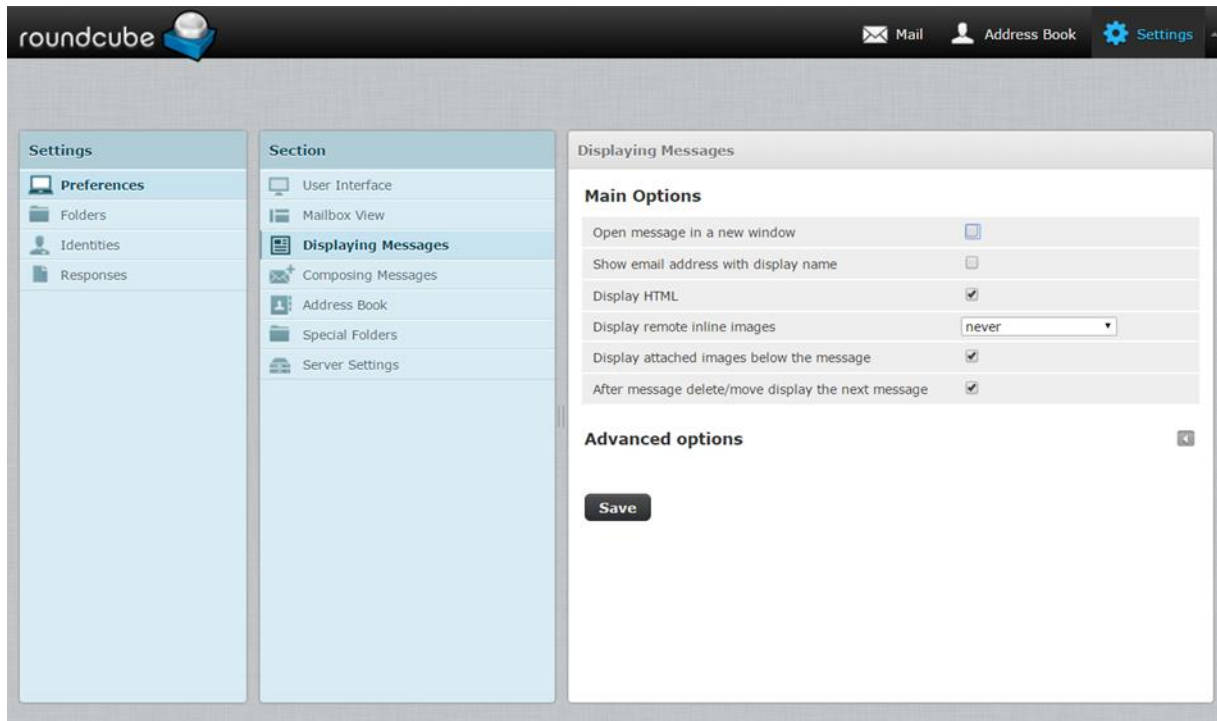 roundcube
Mail
Address Book
Settings
Settings
Preferences
Folders
Identities
Responses
Section
User Interface
Mailbox View
Displaying Messages
Composing Messages
Address Book
Special Folders
Server Settings
Displaying Messages
Main Options
Open message in a new window
Show email address with display name
Display HTML
Display remote inline images never
Display attached images below the message
After message delete/move display the next message
Advanced options
Save